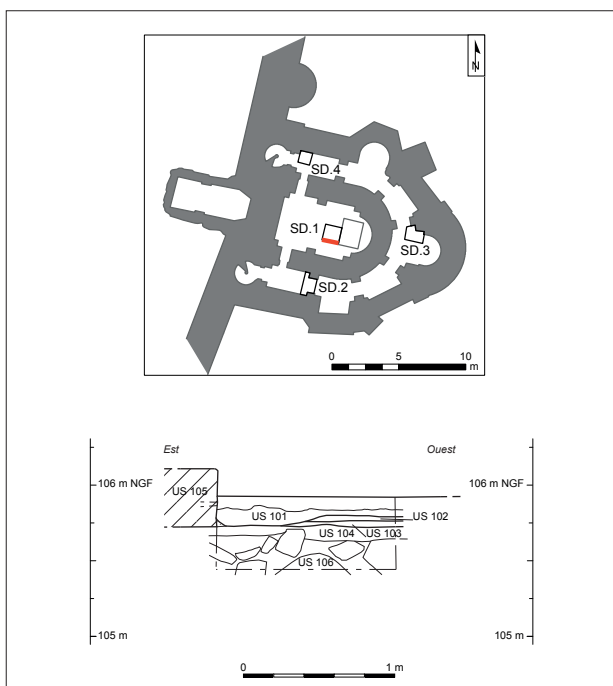 N
SD.4
SD.1
SD.3
SD.2
0 5 10
m
Est Ouest
106 m NGF 106 m NGF
US 105
US 101
US 102
US 104 US 103
US 106
105 m 105 m
0 1 m